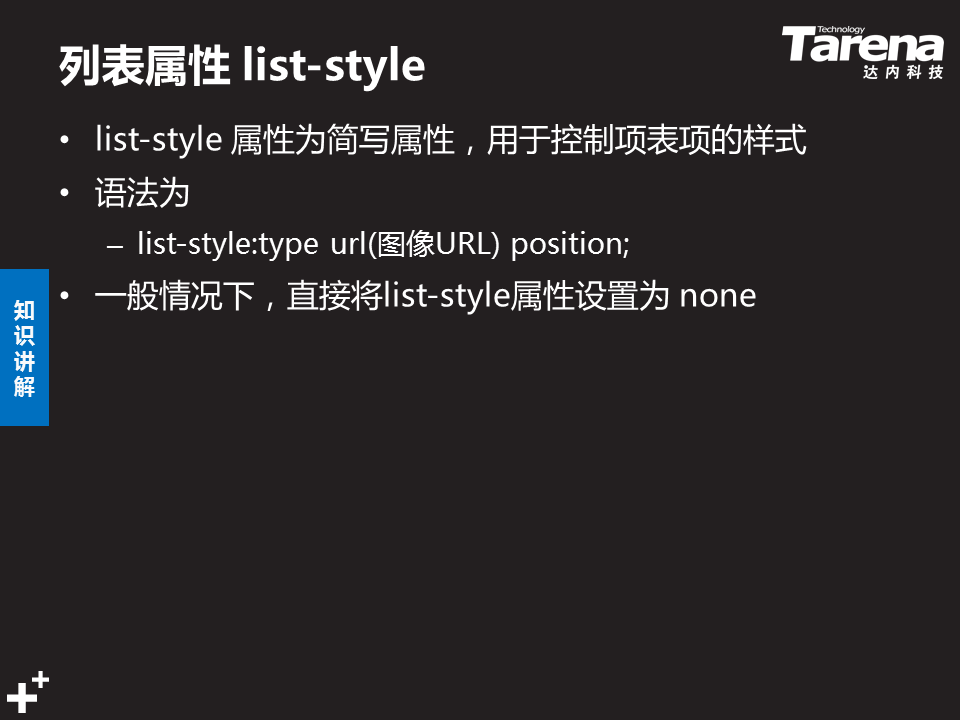 列表属性 list-style
Technology
Tarena
达内科技
• list-style 属性为简写属性，用于控制项表项的样式
• 语法为
– list-style:type url(图像URL) position;
• 一般情况下，直接将list-style属性设置为 none
知
识
讲
解